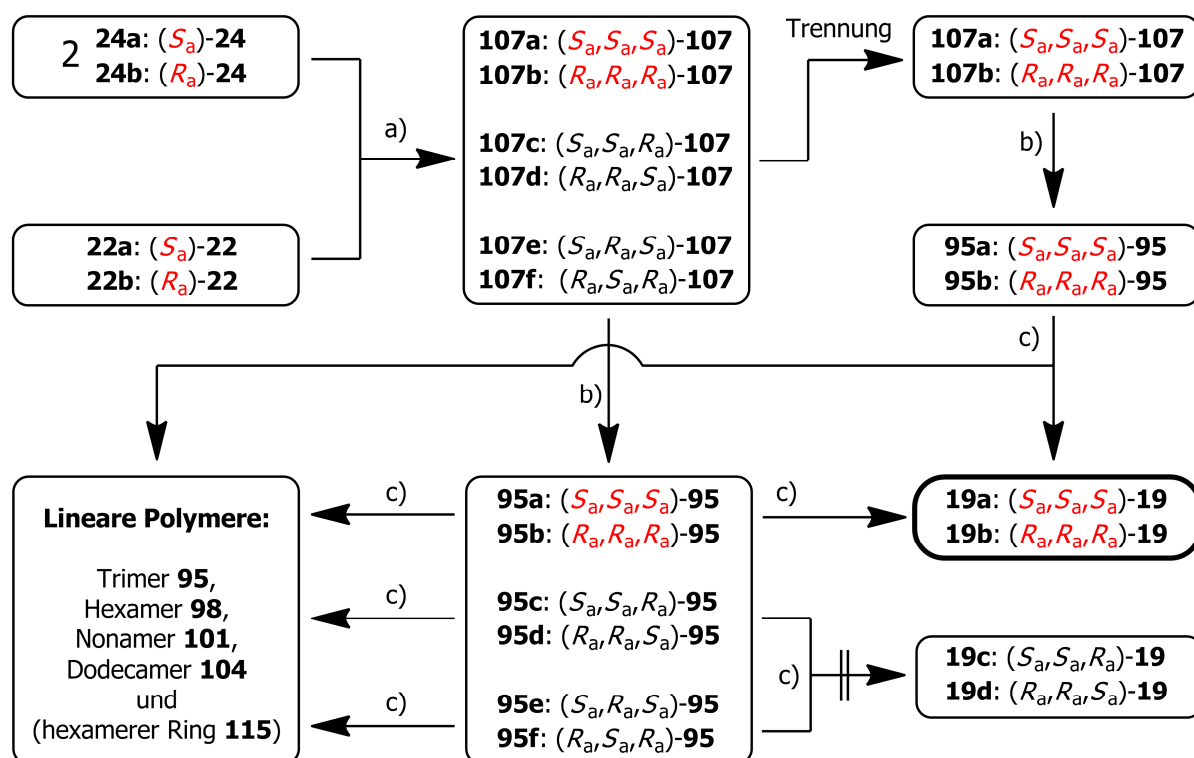 2
24a: (Sa)-24
24b: (Ra)-24
22a: (Sa)-22
22b: (Ra)-22
a)
107a: (Sa,Sa,Sa)-107
107b: (Ra,Ra,Ra)-107
107c: (Sa,Sa,Ra)-107
107d: (Ra,Ra,Sa)-107
107e: (Sa,Ra,Sa)-107
107f: (Ra,Sa,Ra)-107
Trennung
107a: (Sa,Sa,Sa)-107
107b: (Ra,Ra,Ra)-107
b)
95a: (Sa,Sa,Sa)-95
95b: (Ra,Ra,Ra)-95
c)
b)
Lineare Polymere:
Trimer 95,
Hexamer 98,
Nonamer 101,
Dodecamer 104
und
(hexamerer Ring 115)
c)
c)
c)
95a: (Sa,Sa,Sa)-95
95b: (Ra,Ra,Ra)-95
95c: (Sa,Sa,Ra)-95
95d: (Ra,Ra,Sa)-95
95e: (Sa,Ra,Sa)-95
95f: (Ra,Sa,Ra)-95
c)
c)
19a: (Sa,Sa,Sa)-19
19b: (Ra,Ra,Ra)-19
19c: (Sa,Sa,Ra)-19
19d: (Ra,Ra,Sa)-19